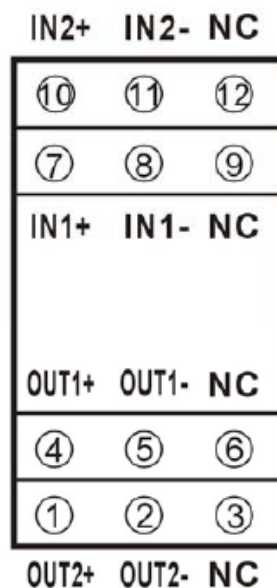 IN2+ IN2- NC
⑩ ⑪ ⑫
⑦ ⑧ ⑨
IN1+ IN1- NC
OUT1+ OUT1- NC
④ ⑤ ⑥
① ② ③
OUT2+ OUT2- NC